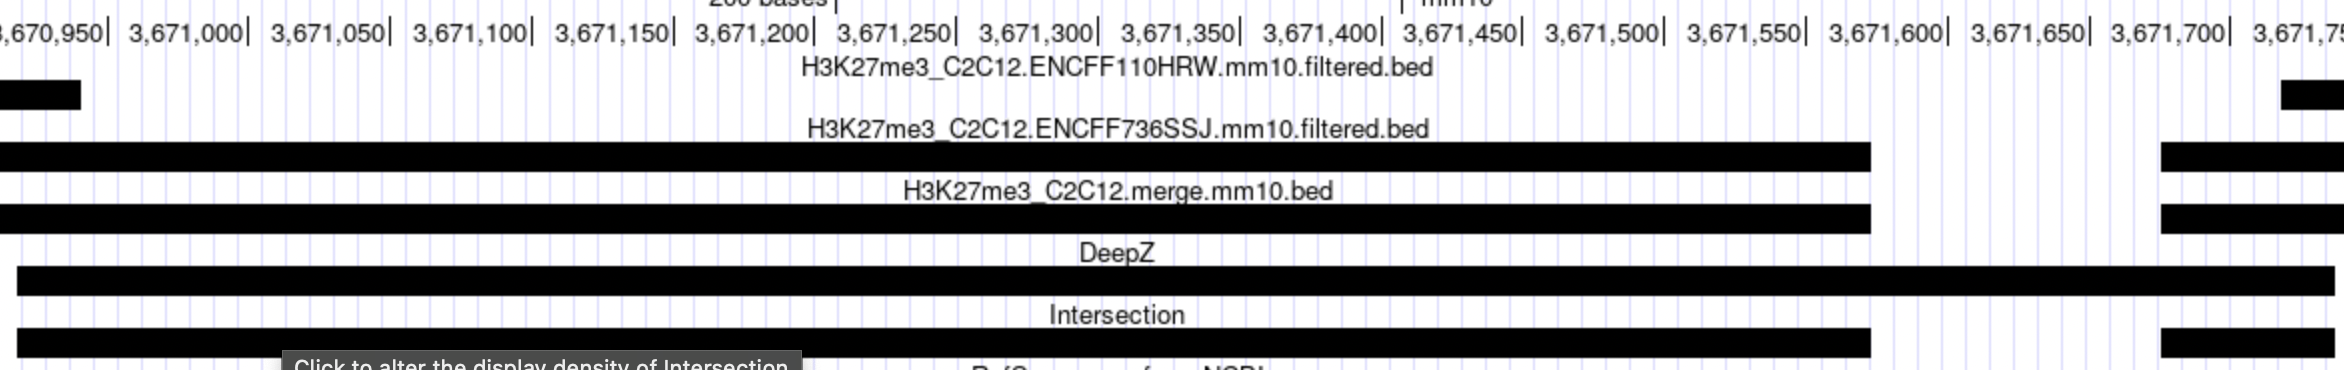 200 bases mm10
3,670,950| 3,671,000| 3,671,050| 3,671,100| 3,671,150| 3,671,200| 3,671,250| 3,671,300| 3,671,350| 3,671,400| 3,671,450| 3,671,500| 3,671,550| 3,671,600| 3,671,650| 3,671,700| 3,671,75
H3K27me3_C2C12.ENCFF110HRW.mm10.filtered.bed
H3K27me3_C2C12.ENCFF736SSJ.mm10.filtered.bed
H3K27me3_C2C12.merge.mm10.bed
DeepZ
Intersection
Click to alter the display density of Intersection